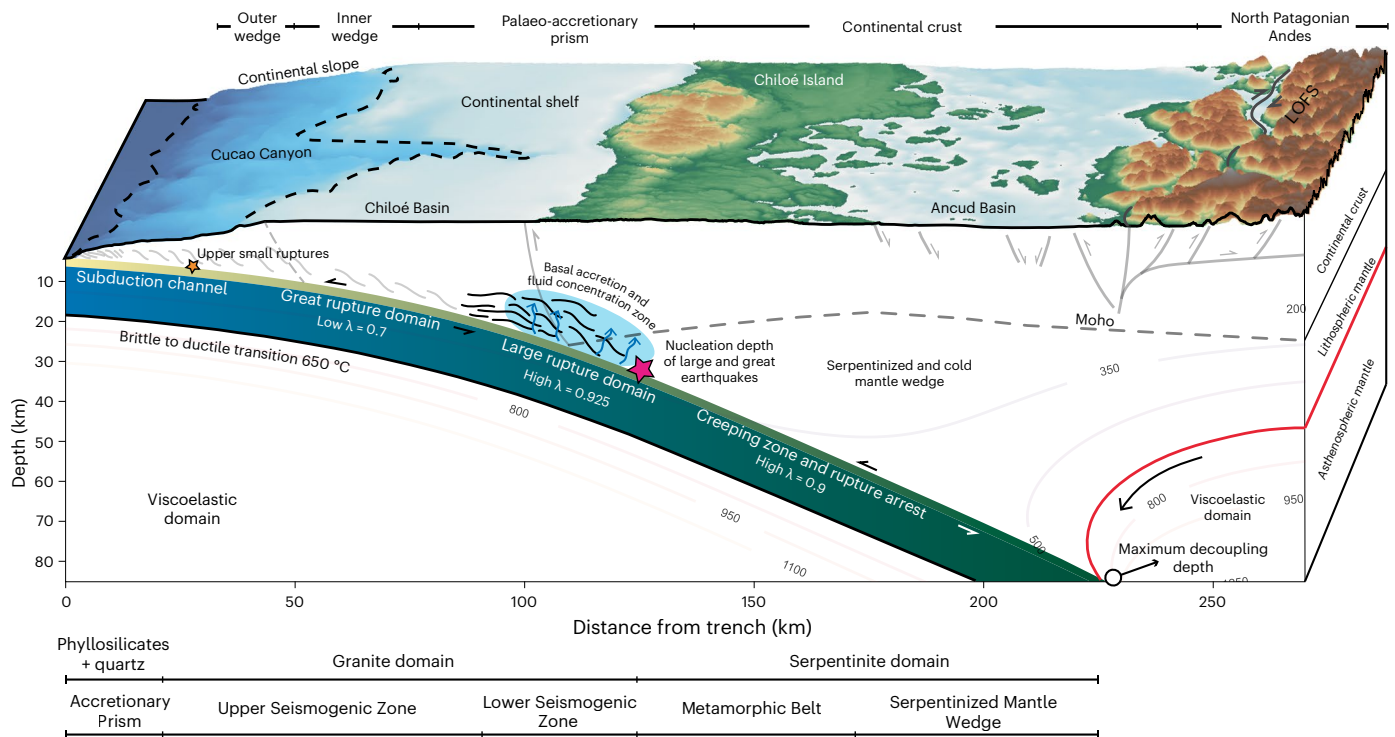 Outer
wedge
Inner
wedge
Palaeo-accretionary
prism
Continental crust
North Patagonian
Andes
Continental slope
Continental shelf
Chiloé Island
LOFS
Cucao Canyon
Chiloé Basin
Ancud Basin
Upper small ruptures
Subduction channel
Great rupture domain
Low λ = 0.7
Basal accretion and
fluid concentration zone
Brittle to ductile transition 650 °C
Large rupture domain
High λ = 0.925
Nucleation depth
of large and great
earthquakes
Moho
Serpentinized and cold
mantle wedge
Creeping zone and rupture arrest
High λ = 0.9
Viscoelastic
domain
Viscoelastic
domain
Maximum decoupling
depth
Continental crust
Lithospheric mantle
Asthenospheric mantle
200
350
500
800
950
800
950
1100
Depth (km)
10
20
30
40
50
60
70
80
0
50
100
150
200
250
Distance from trench (km)
Phyllosilicates
+ quartz
Granite domain
Serpentinite domain
Accretionary
Prism
Upper Seismogenic Zone
Lower Seismogenic
Zone
Metamorphic Belt
Serpentinized Mantle
Wedge